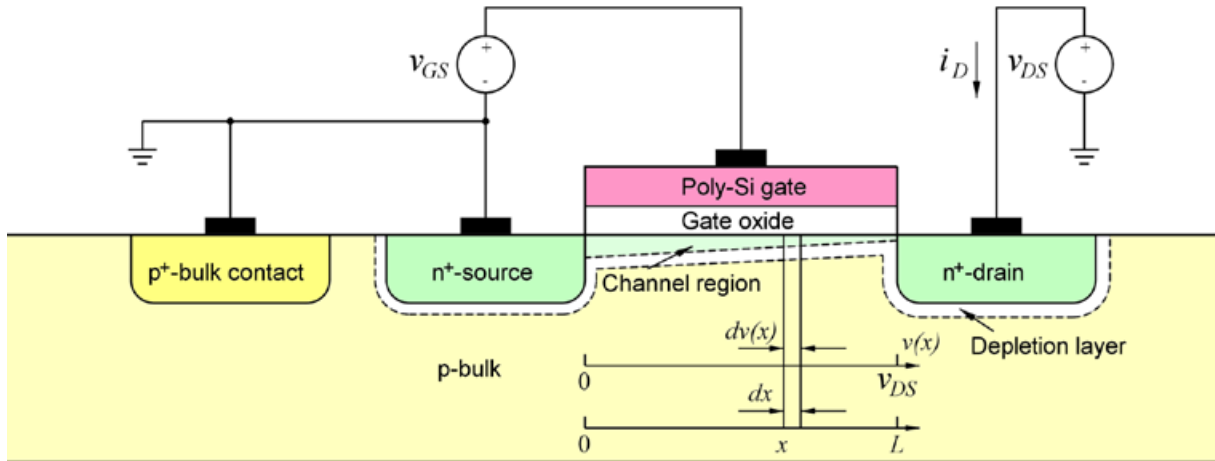 +
v_GS
-
i_D
+
v_DS
-
Poly-Si gate
Gate oxide
p⁺-bulk contact
n⁺-source
n⁺-drain
Channel region
Depletion layer
dv(x)
v(x)
p-bulk
0
v_DS
dx
0
x
L